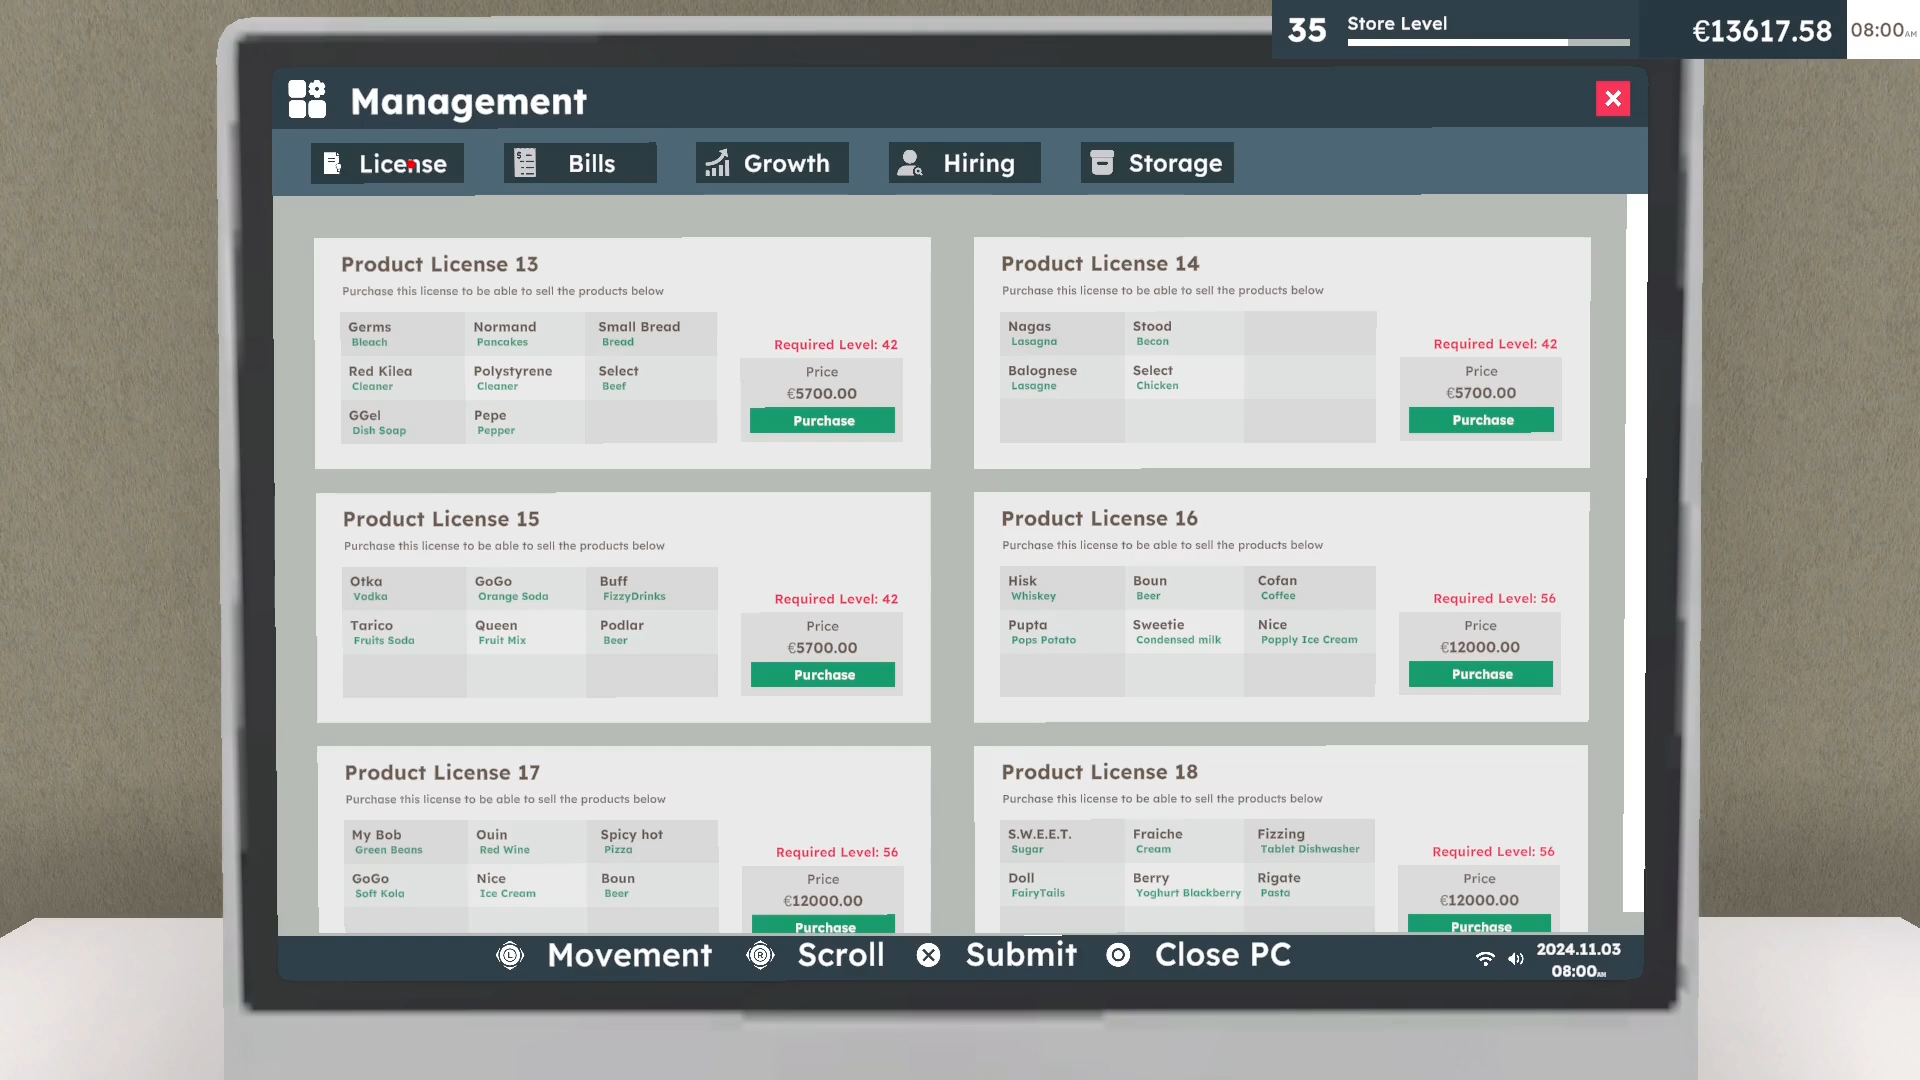 35 Store Level €13617.58 08:00AM
Management
License Bills Growth Hiring Storage
Product License 13
Purchase this license to be able to sell the products below
Germs Normand Small Bread
Bleach Pancakes Bread
Red Kilea Polystyrene Select
Cleaner Cleaner Beef
GGel Pepe
Dish Soap Pepper
Required Level: 42
Price
€5700.00
Purchase
Product License 14
Purchase this license to be able to sell the products below
Nagas Stood
Lasagna Becon
Balognese Select
Lasagne Chicken
Required Level: 42
Price
€5700.00
Purchase
Product License 15
Purchase this license to be able to sell the products below
Otka GoGo Buff
Vodka Orange Soda FizzyDrinks
Tarico Queen Podlar
Fruits Soda Fruit Mix Beer
Required Level: 42
Price
€5700.00
Purchase
Product License 16
Purchase this license to be able to sell the products below
Hisk Boun Cofan
Whiskey Beer Coffee
Pupta Sweetie Nice
Pops Potato Condensed milk Popply Ice Cream
Required Level: 56
Price
€12000.00
Purchase
Product License 17
Purchase this license to be able to sell the products below
My Bob Ouin Spicy hot
Green Beans Red Wine Pizza
GoGo Nice Boun
Soft Kola Ice Cream Beer
Required Level: 56
Price
€12000.00
Purchase
Product License 18
Purchase this license to be able to sell the products below
S.W.E.E.T. Fraiche Fizzing
Sugar Cream Tablet Dishwasher
Doll Berry Rigate
FairyTails Yoghurt Blackberry Pasta
Required Level: 56
Price
€12000.00
Purchase
L Movement R Scroll Submit Close PC
2024.11.03
08:00AM